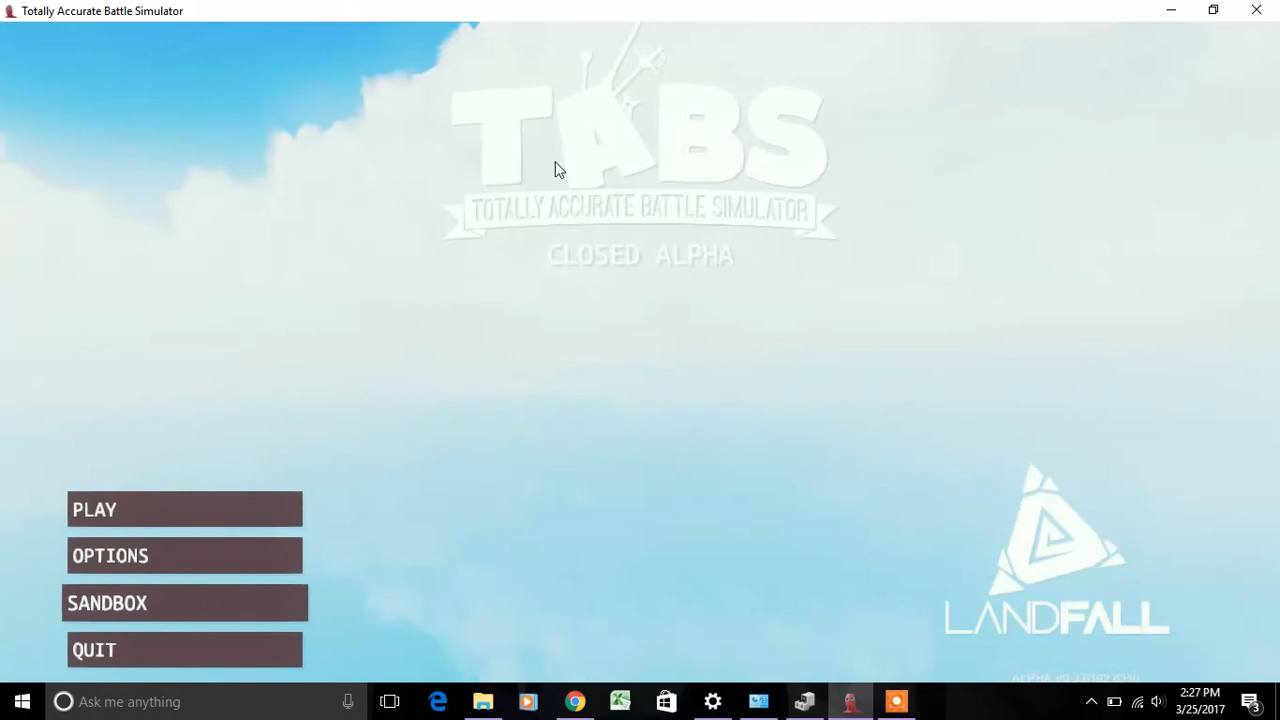 Totally Accurate Battle Simulator
TABS
TOTALLY ACCURATE BATTLE SIMULATOR
CLOSED ALPHA
PLAY
OPTIONS
SANDBOX
QUIT
LANDFALL
Ask me anything
2:27 PM
3/25/2017
3